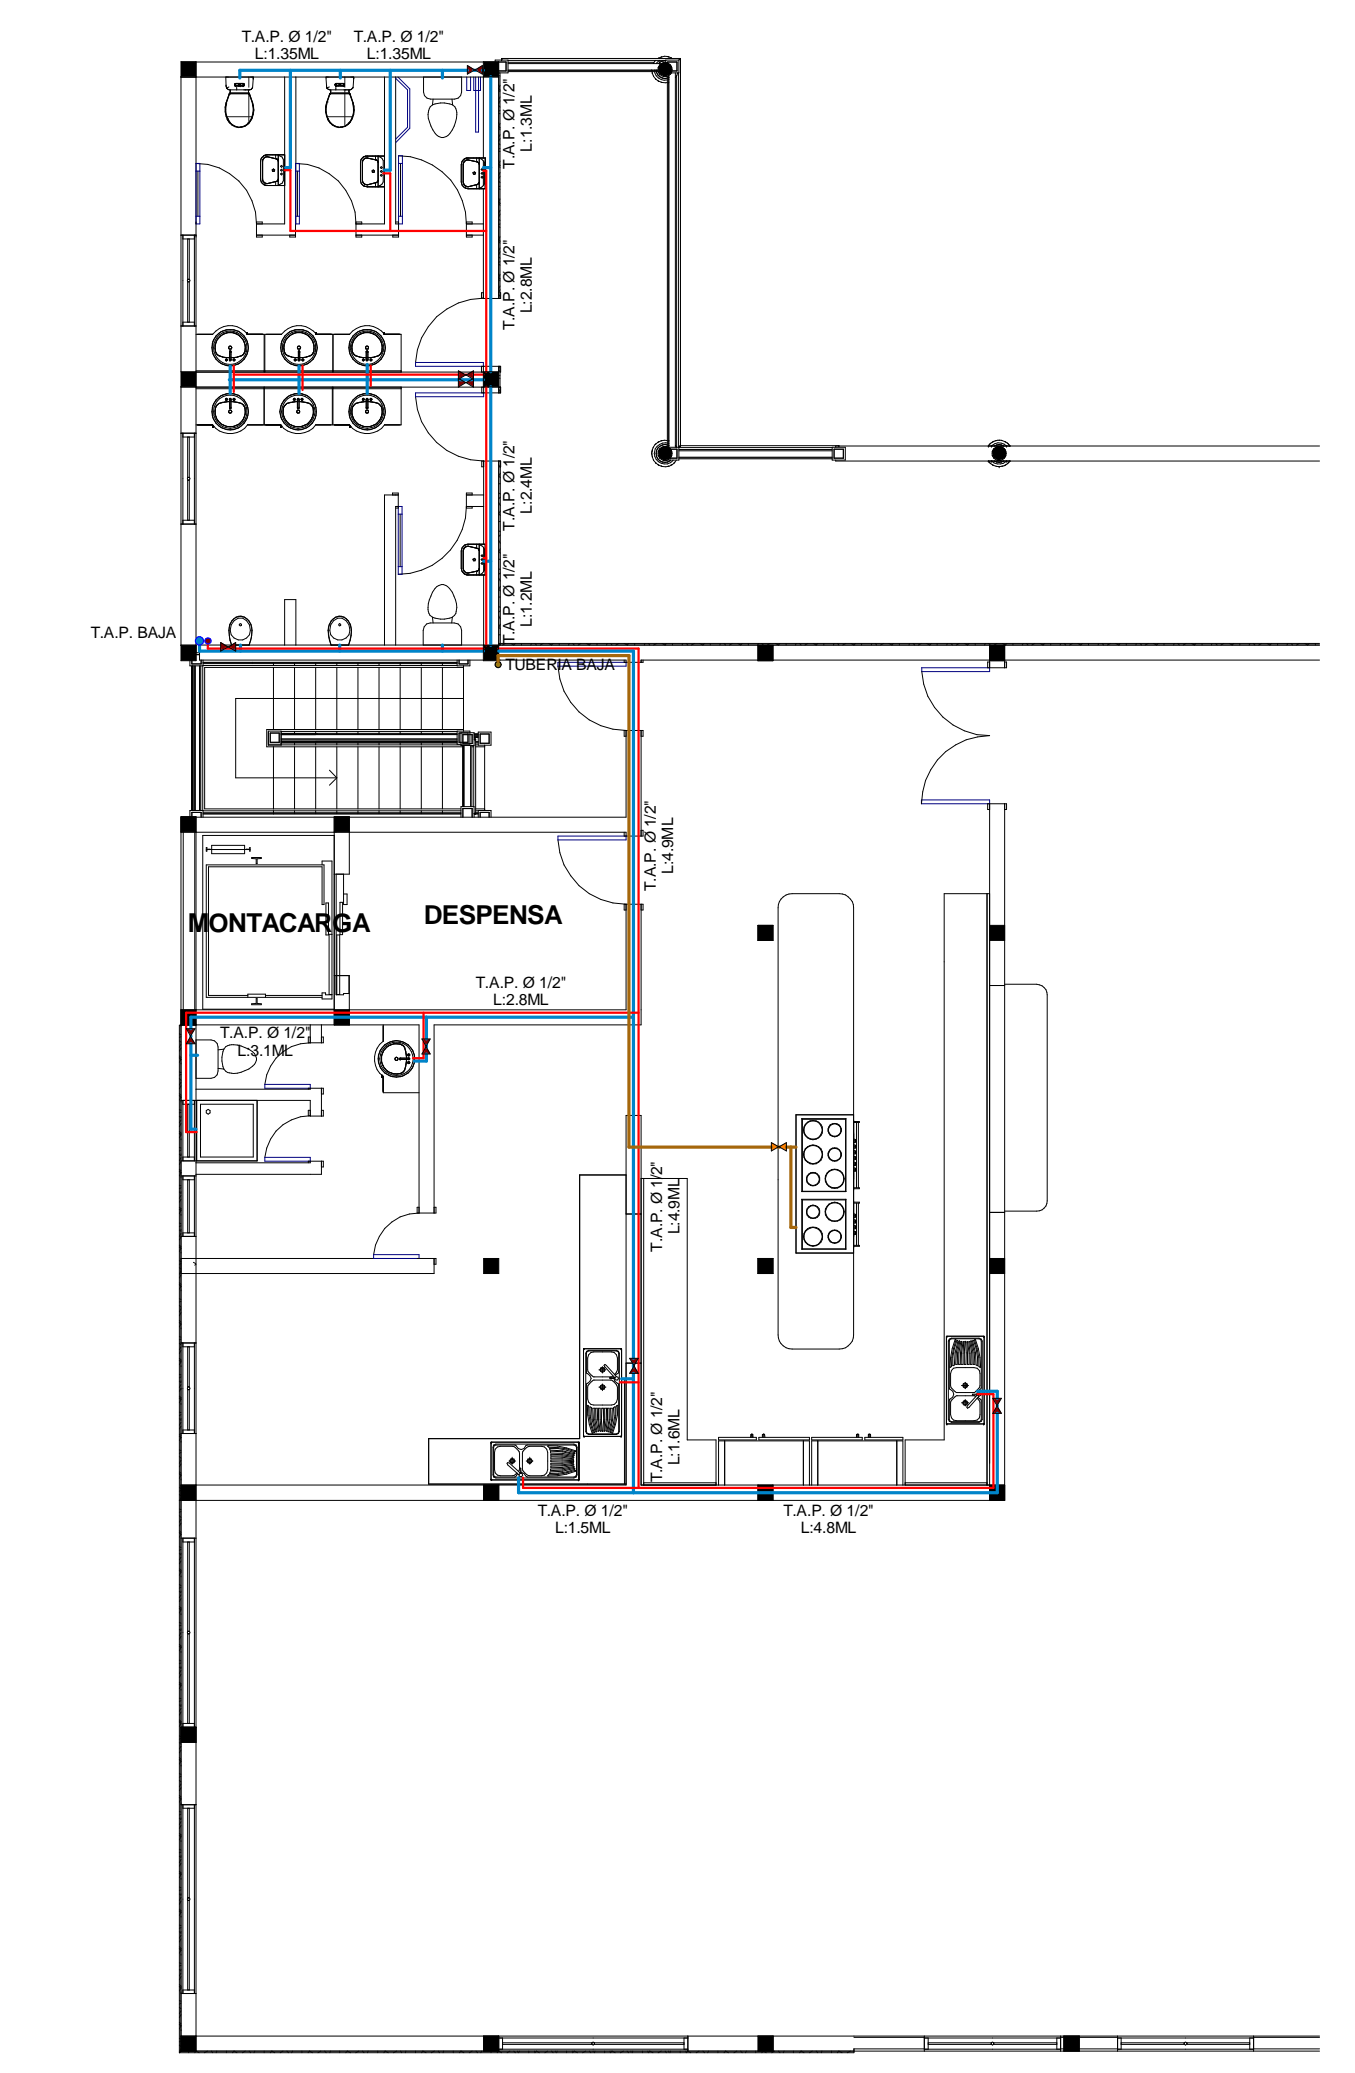 T.A.P. Ø 1/2"
L:1.35ML
T.A.P. Ø 1/2"
L:1.35ML
T.A.P. Ø 1/2"
L:1.3ML
T.A.P. Ø 1/2"
L:2.8ML
T.A.P. Ø 1/2"
L:2.4ML
T.A.P. Ø 1/2"
L:1.2ML
T.A.P. BAJA
TUBERIA BAJA
T.A.P. Ø 1/2"
L:4.9ML
MONTACARGA
DESPENSA
T.A.P. Ø 1/2"
L:2.8ML
T.A.P. Ø 1/2"
L:3.1ML
T.A.P. Ø 1/2"
L:4.9ML
T.A.P. Ø 1/2"
L:1.6ML
T.A.P. Ø 1/2"
L:1.5ML
T.A.P. Ø 1/2"
L:4.8ML